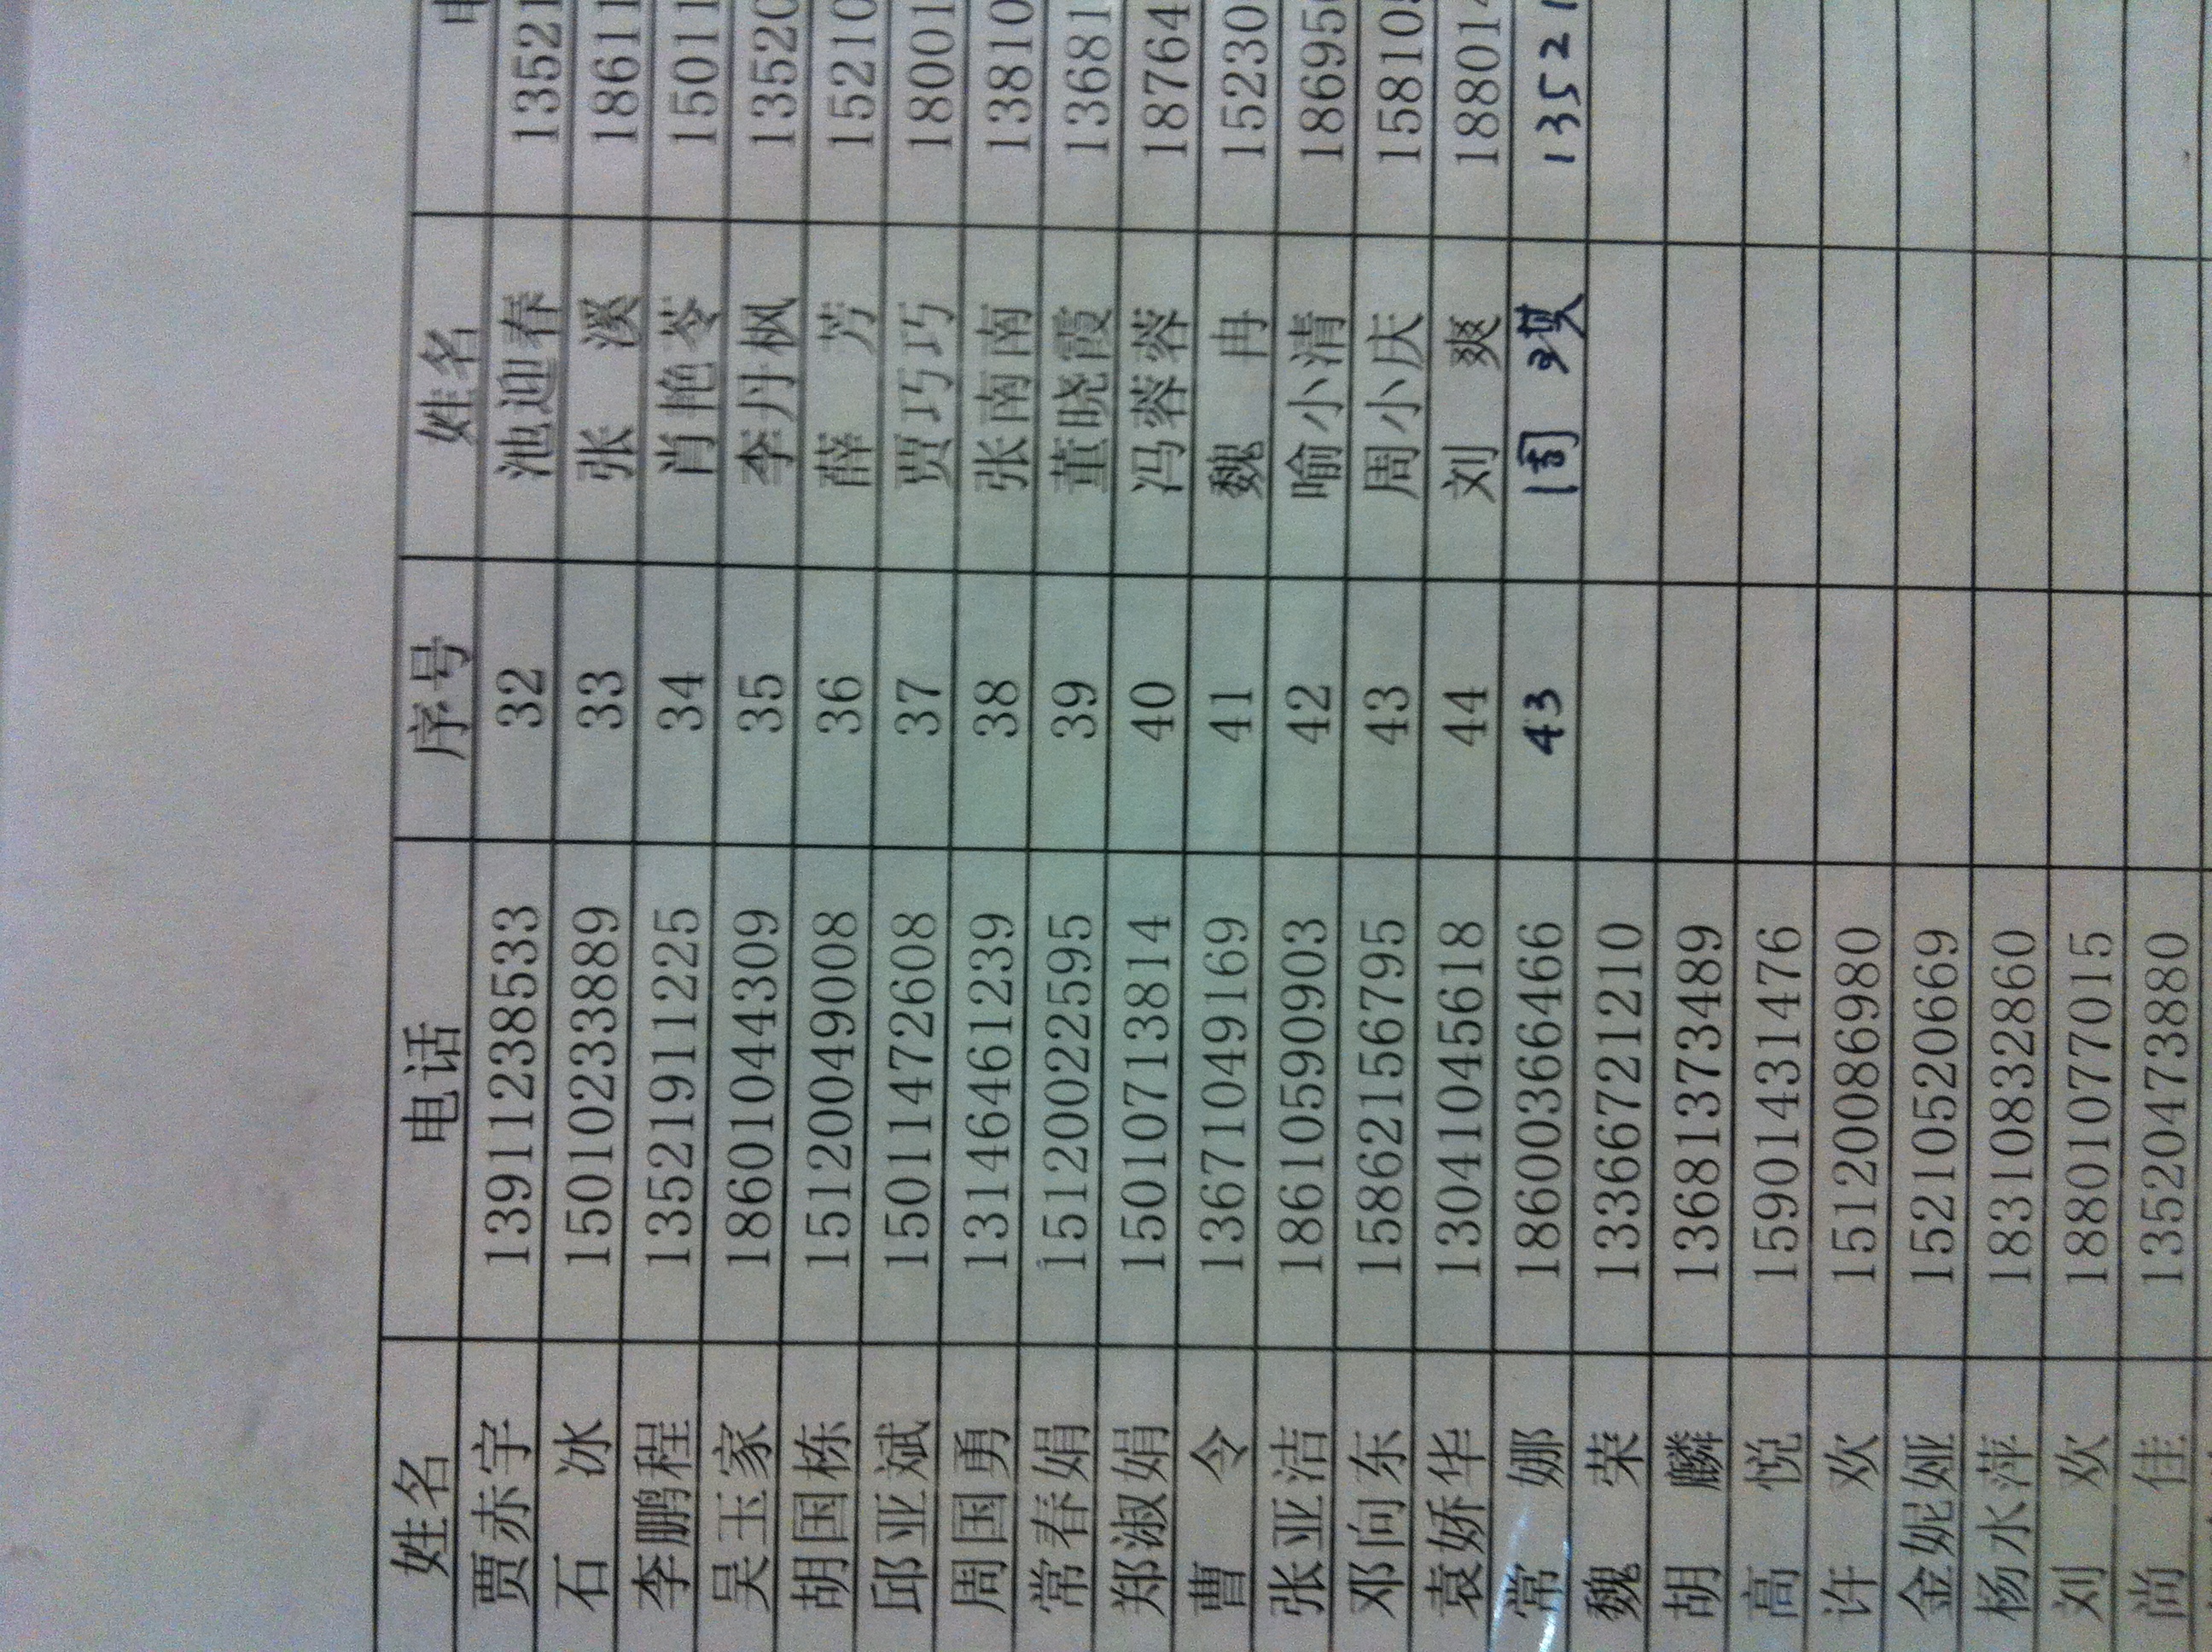 姓名 电话 序号 姓名
贾赤宇 13911238533 32 池迎春 13521
石 冰 15010233889 33 张 溪 18611
李鹏程 13521911225 34 肖艳苓 15011
吴玉家 18601044309 35 李丹枫 13520
胡国栋 15120049008 36 薛 芳 15210
邱亚斌 15011472608 37 贾巧巧 18001
周国勇 13146461239 38 张南南 13810
常春娟 15120022595 39 董晓霞 13681
郑淑娟 15010713814 40 冯蓉蓉 18764
曹 令 13671049169 41 魏 冉 15230
张亚洁 18610590903 42 喻小清 18695
邓向东 15862156795 43 周小庆 15810
袁娇华 13041045618 44 刘 爽 18801
常 娜 18600366466 43 周 琪 13521
魏 荣 13366721210
胡 麟 13681373489
高 悦 15901431476
许 欢 15120086980
金妮娅 15210520669
杨水萍 18310832860
刘 欢 18801077015
尚 佳 13520473880